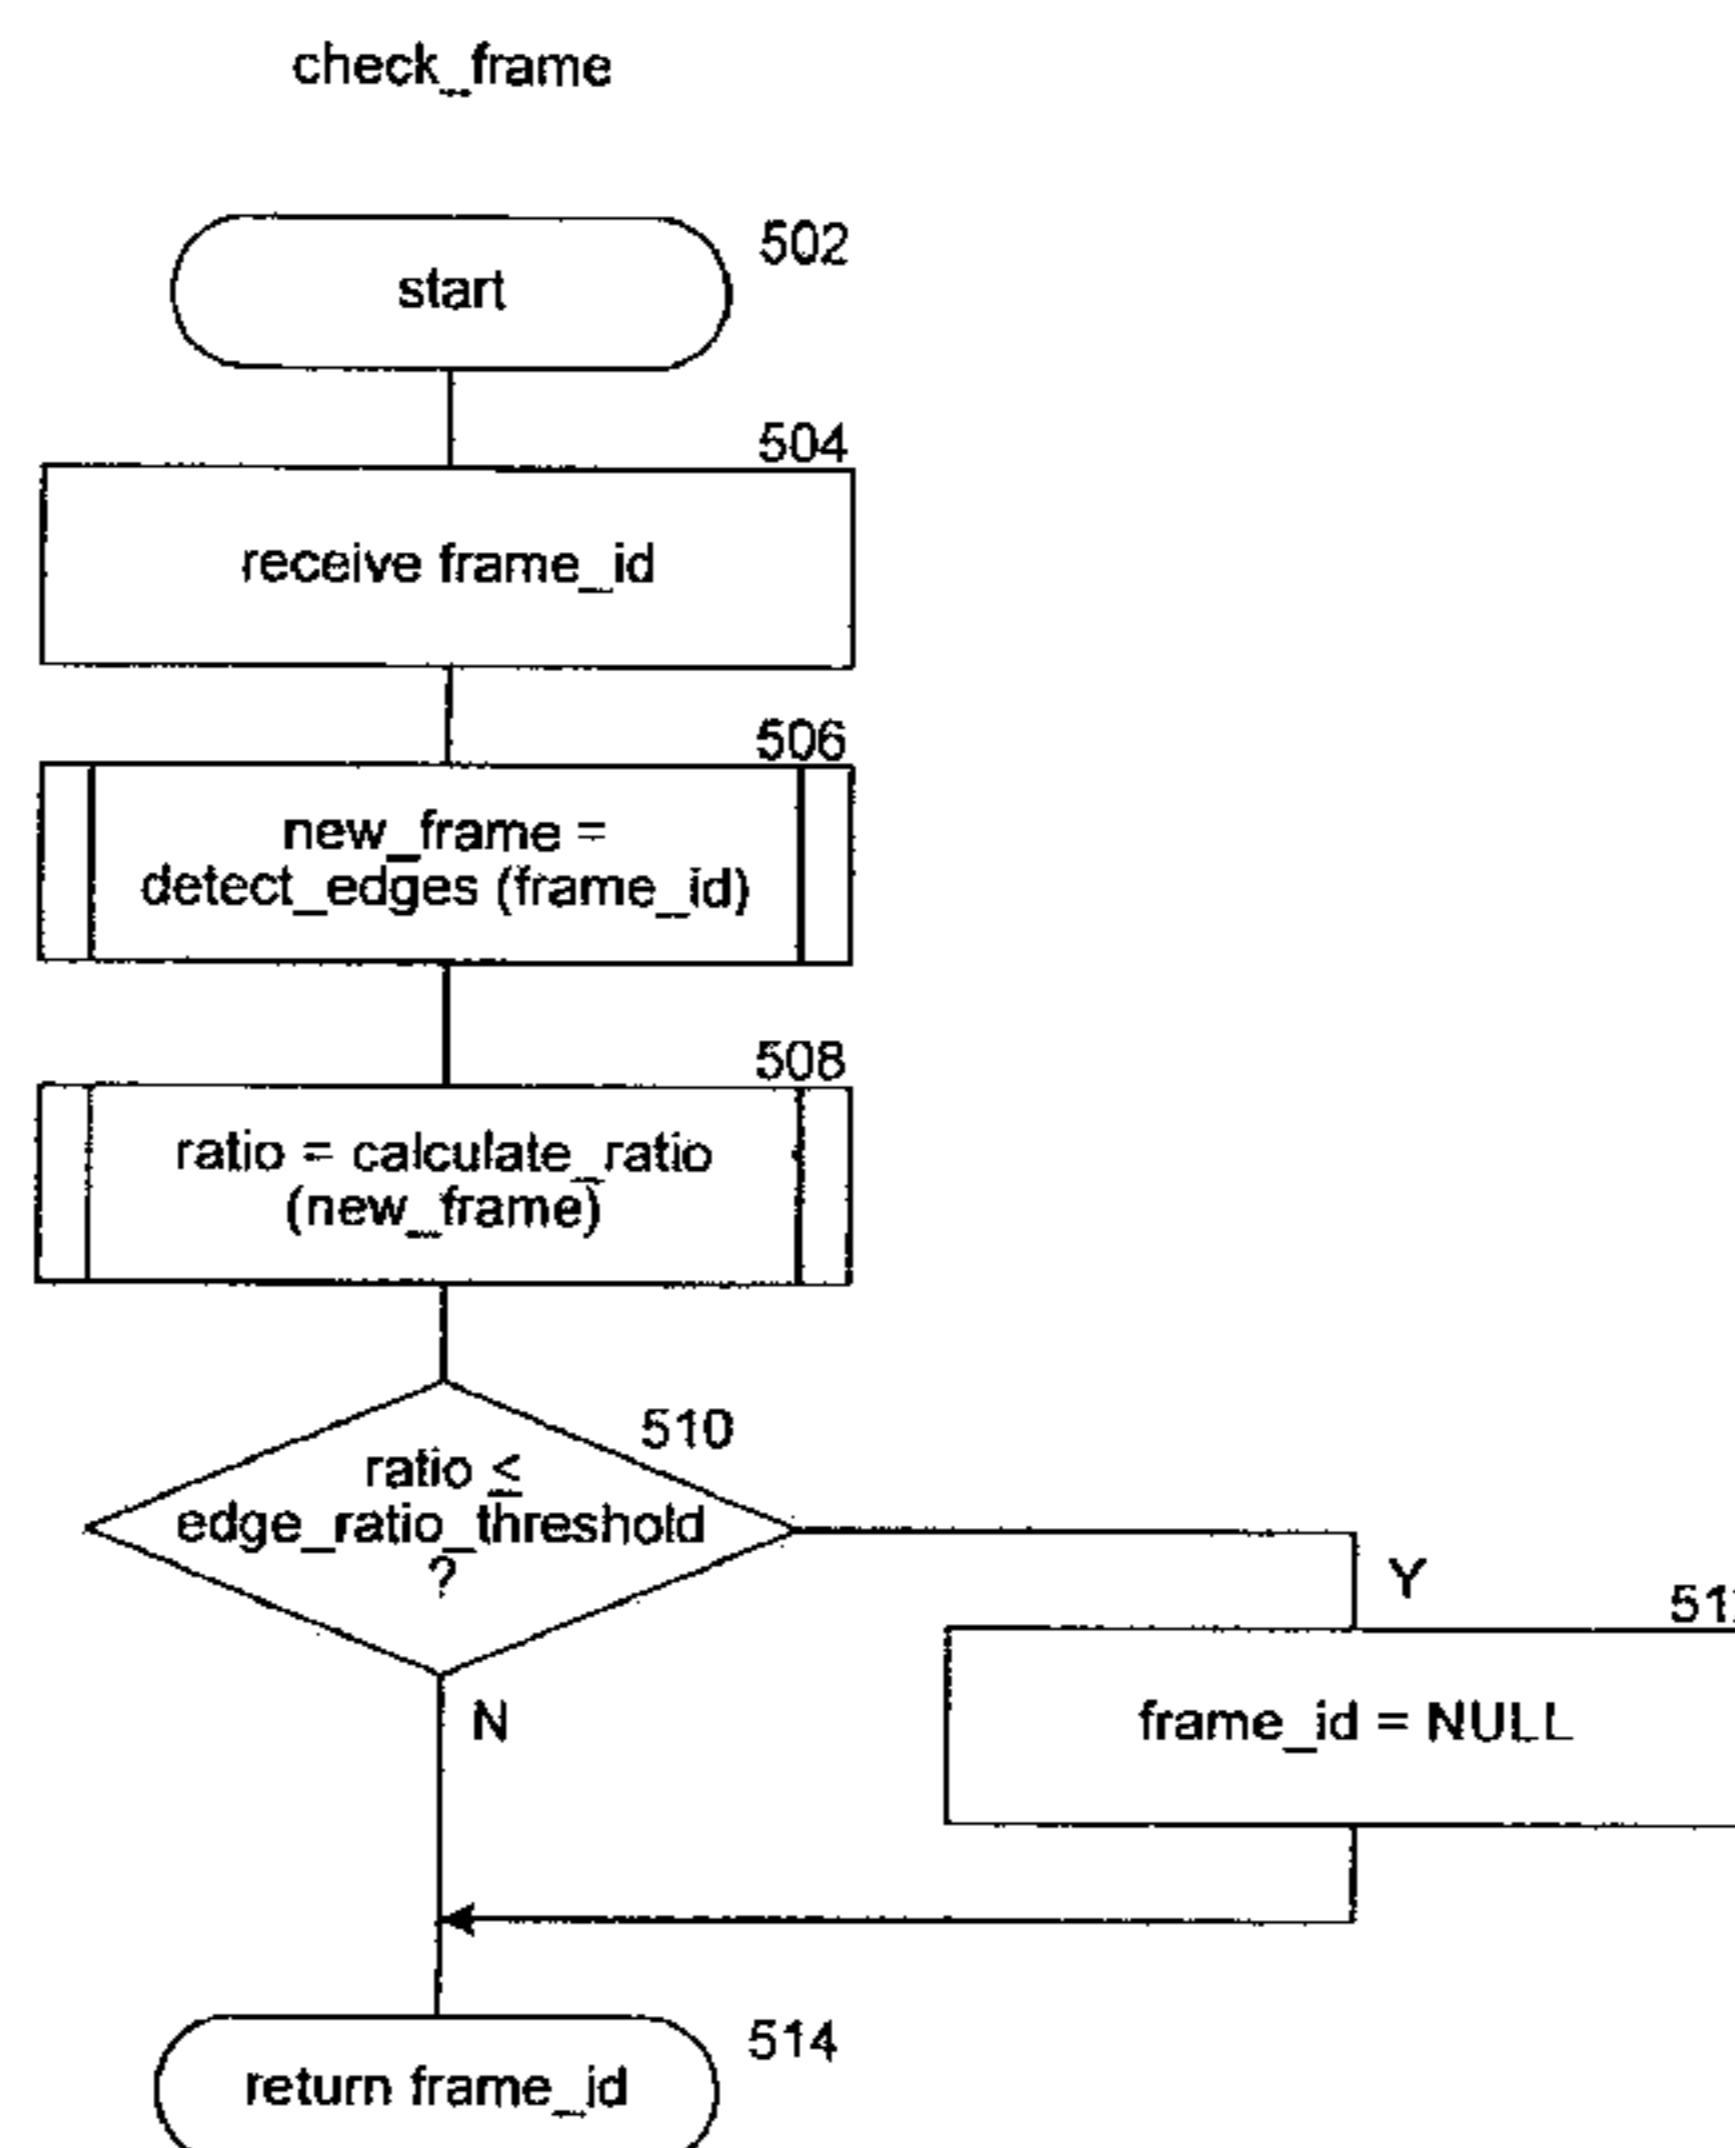 check_frame
502
start
504
receive frame_id
506
new_frame =
detect_edges (frame_id)
508
ratio = calculate_ratio
(new_frame)
510
ratio ≤
edge_ratio_threshold
?
Y
N
frame_id = NULL
514
return frame_id